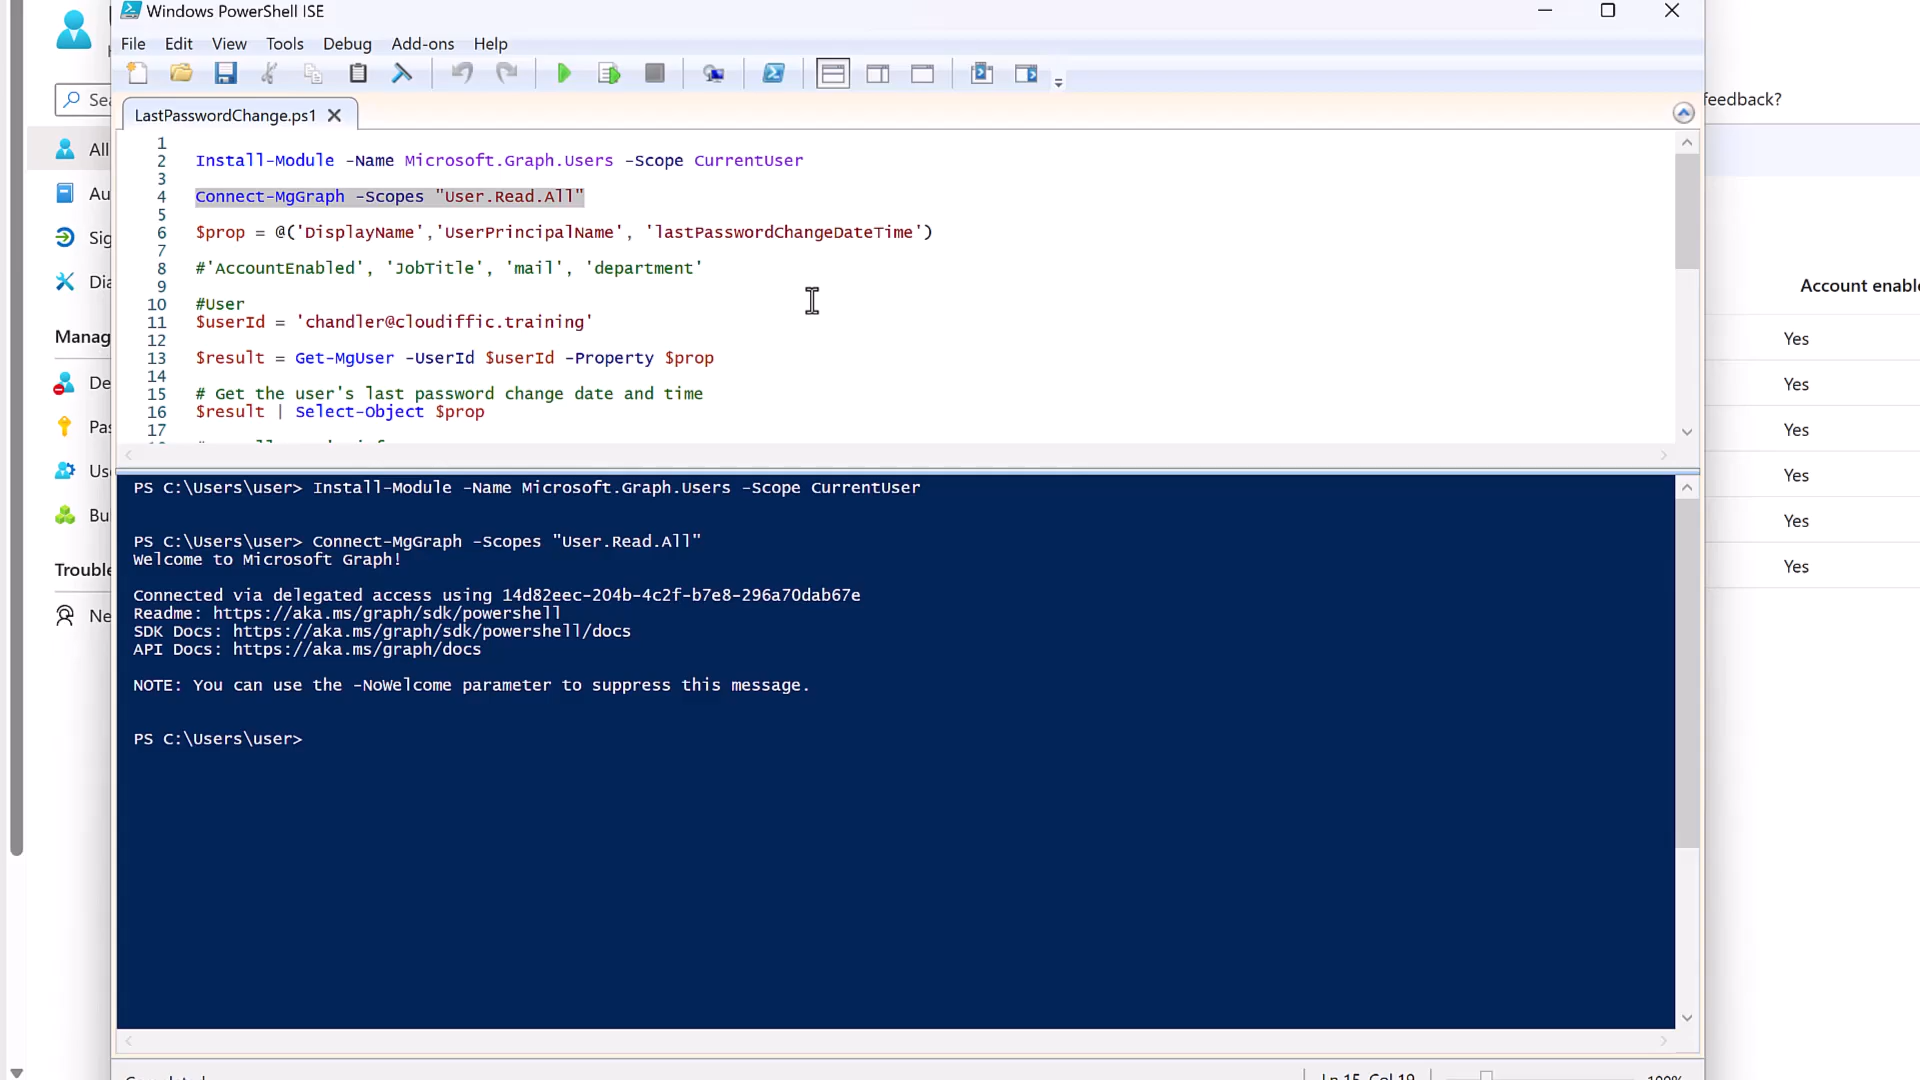 Windows PowerShell ISE
File Edit View Tools Debug Add-ons Help
Sea
feedback?
LastPasswordChange.ps1
1
2 Install-Module -Name Microsoft.Graph.Users -Scope CurrentUser
3
4 Connect-MgGraph -Scopes "User.Read.All"
5
6 $prop = @('DisplayName','UserPrincipalName', 'lastPasswordChangeDateTime')
7
8 #'AccountEnabled', 'JobTitle', 'mail', 'department'
9
10 #User
11 $userId = 'chandler@cloudiffic.training'
12
13 $result = Get-MgUser -UserId $userId -Property $prop
14
15 # Get the user's last password change date and time
16 $result | Select-Object $prop
17
All
Au
Sig
Dia
Manag
De
Pas
Use
Bu
Trouble
Ne
Account enable
Yes
Yes
Yes
Yes
Yes
Yes
PS C:\Users\user> Install-Module -Name Microsoft.Graph.Users -Scope CurrentUser
PS C:\Users\user> Connect-MgGraph -Scopes "User.Read.All"
Welcome to Microsoft Graph!
Connected via delegated access using 14d82eec-204b-4c2f-b7e8-296a70dab67e
Readme: https://aka.ms/graph/sdk/powershell
SDK Docs: https://aka.ms/graph/sdk/powershell/docs
API Docs: https://aka.ms/graph/docs
NOTE: You can use the -NoWelcome parameter to suppress this message.
PS C:\Users\user>
Ln 15 Col 19
100%